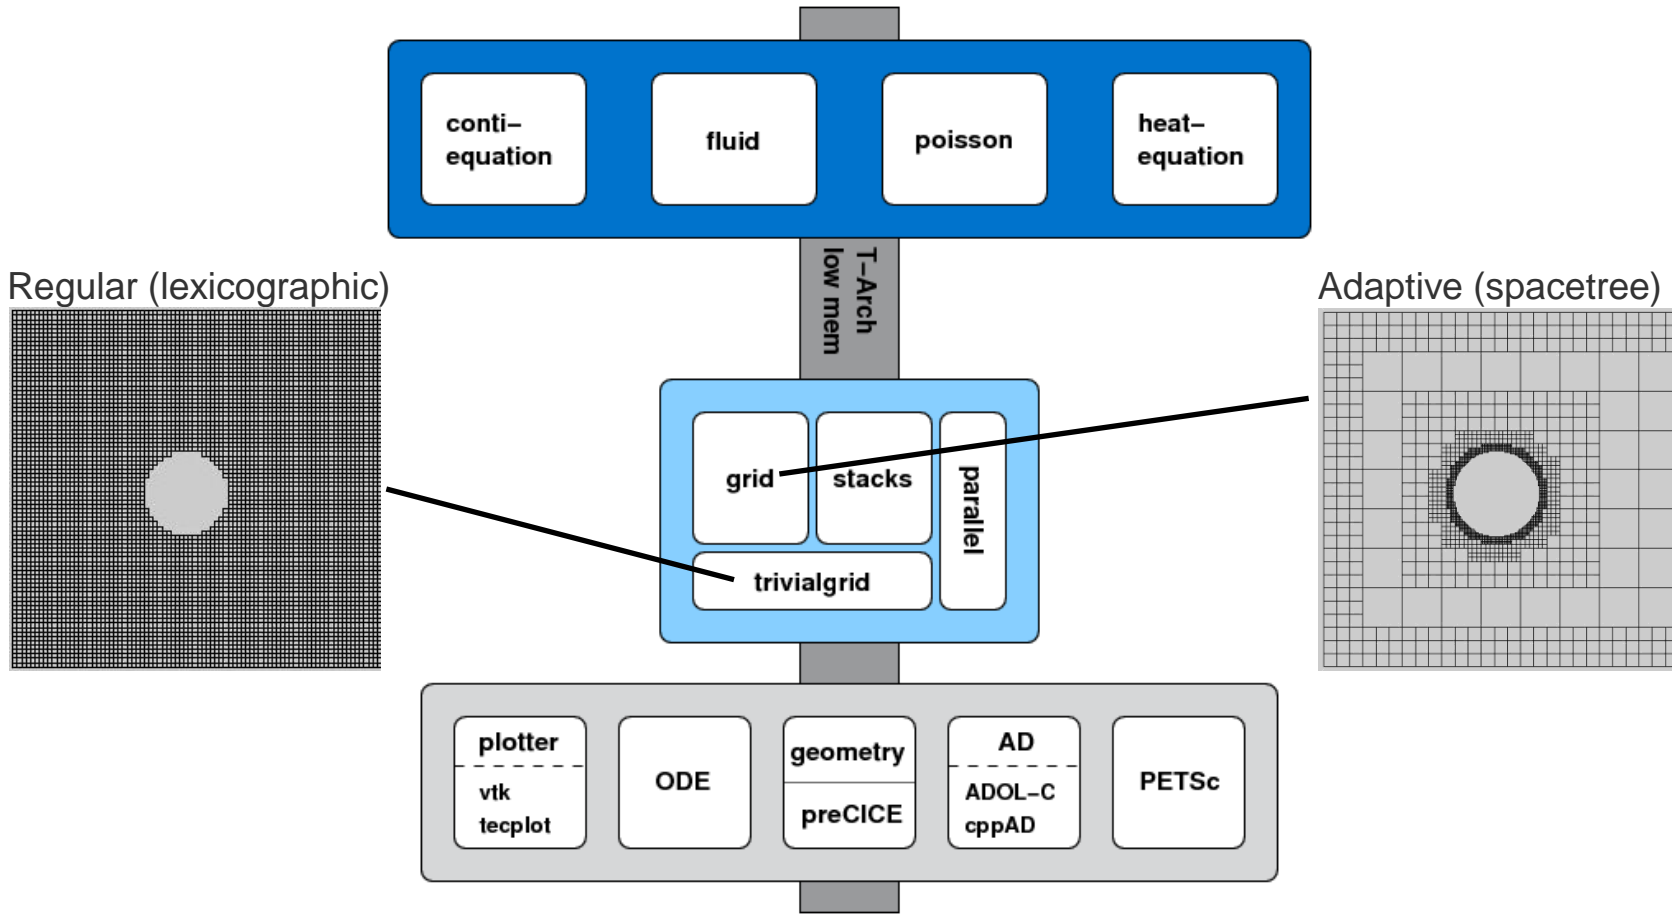 conti–
equation
fluid
poisson
heat–
equation
T–Arch
low mem
Regular (lexicographic)
Adaptive (spacetree)
grid
stacks
parallel
trivialgrid
plotter
vtk
tecplot
ODE
geometry
preCICE
AD
ADOL–C
cppAD
PETSc